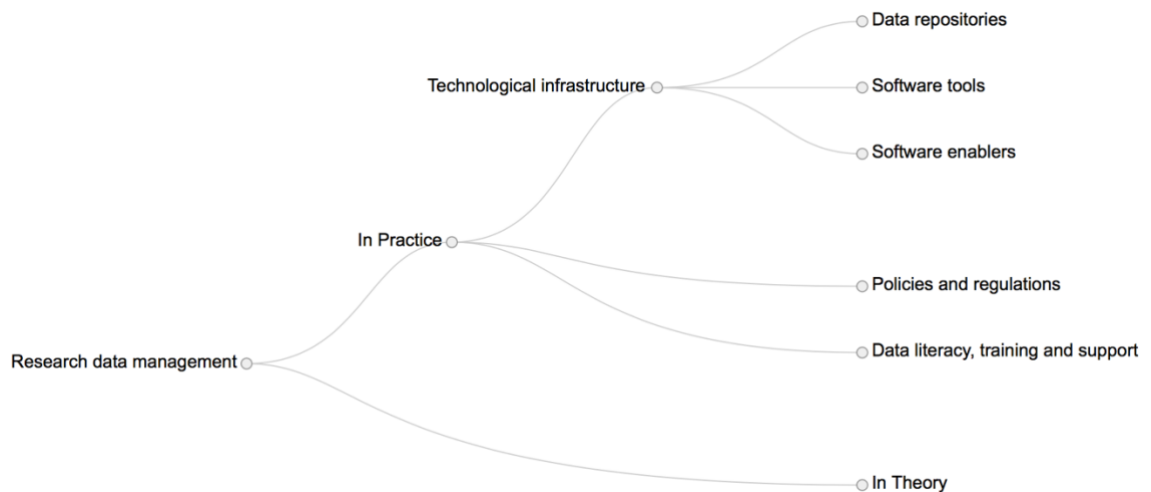 Data repositories
Technological infrastructure
Software tools
Software enablers
In Practice
Policies and regulations
Data literacy, training and support
Research data management
In Theory